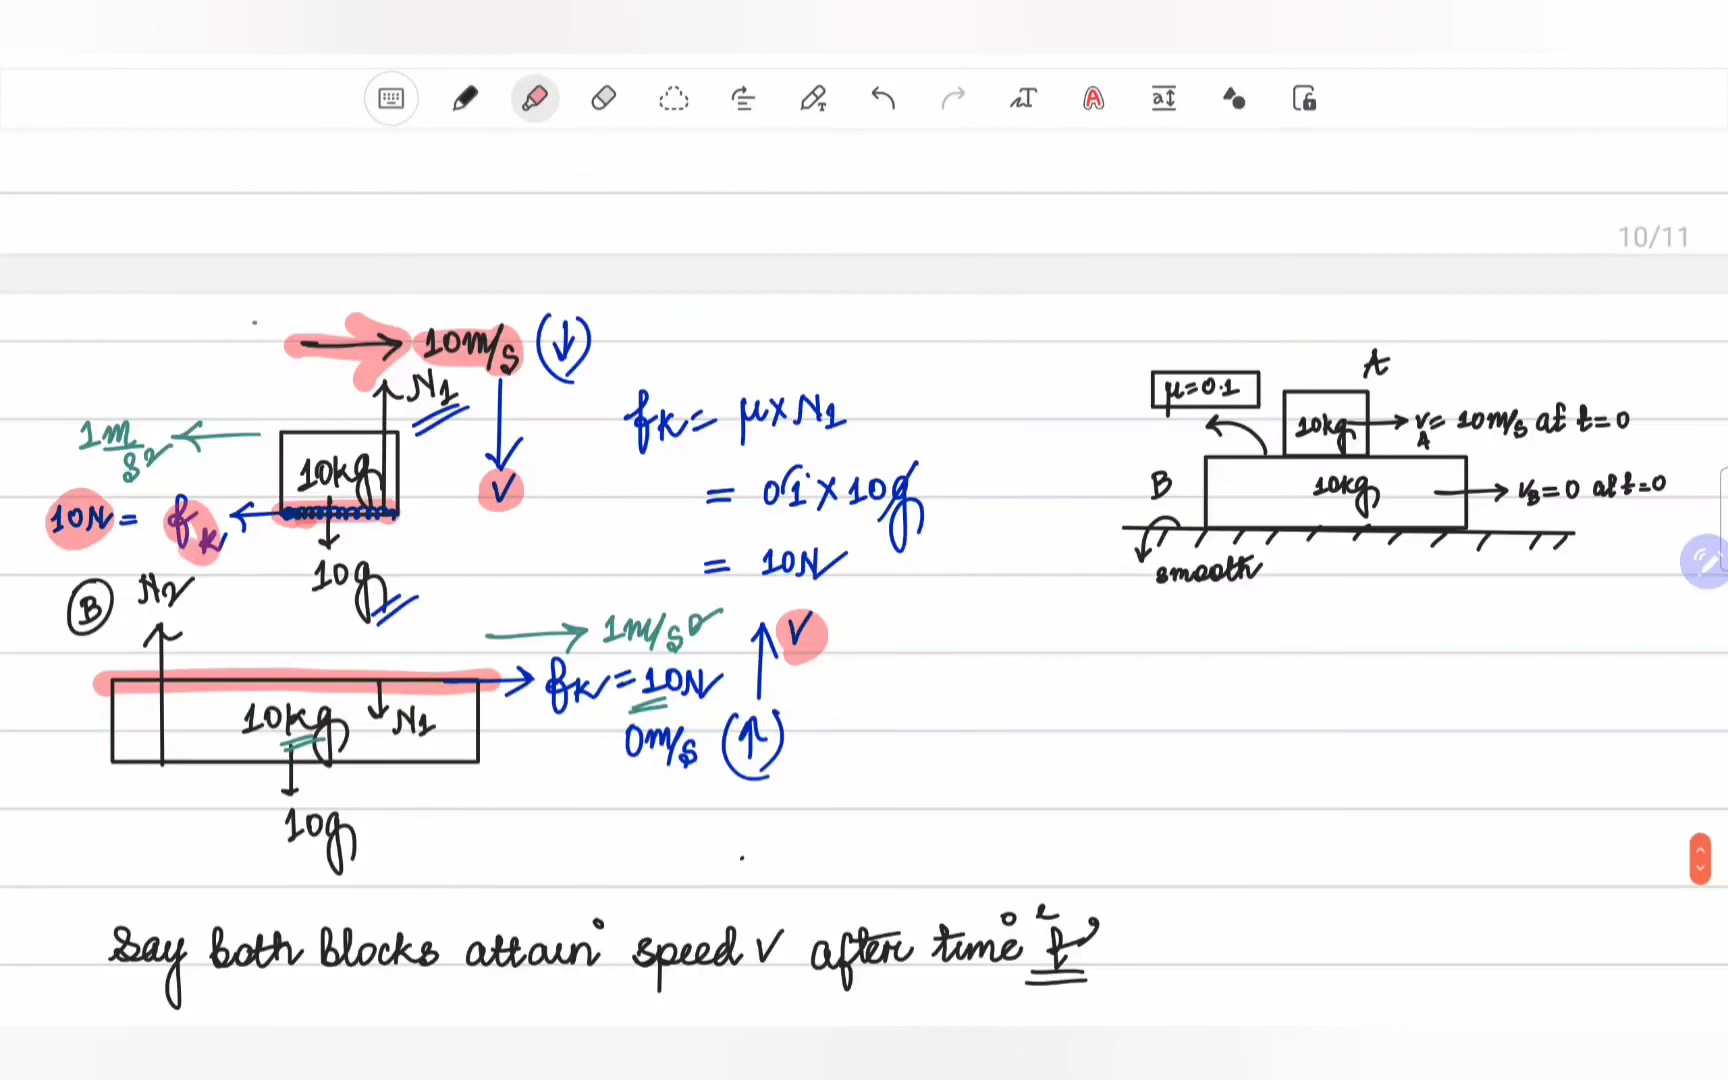 10/11
10m/s (↓)
N1
1m/s2
10kg
10N = fk
10g
V
fk = μ x N1
= 0.1 x 10g
= 10N
A
μ=0.1
10kg
vA = 10m/s at t=0
B
10kg
vB=0 at t=0
smooth
B
N2
1m/s2
V
fk = 10N
0m/s (↑)
10kg
N1
10g
Say both blocks attain speed v after time 't'